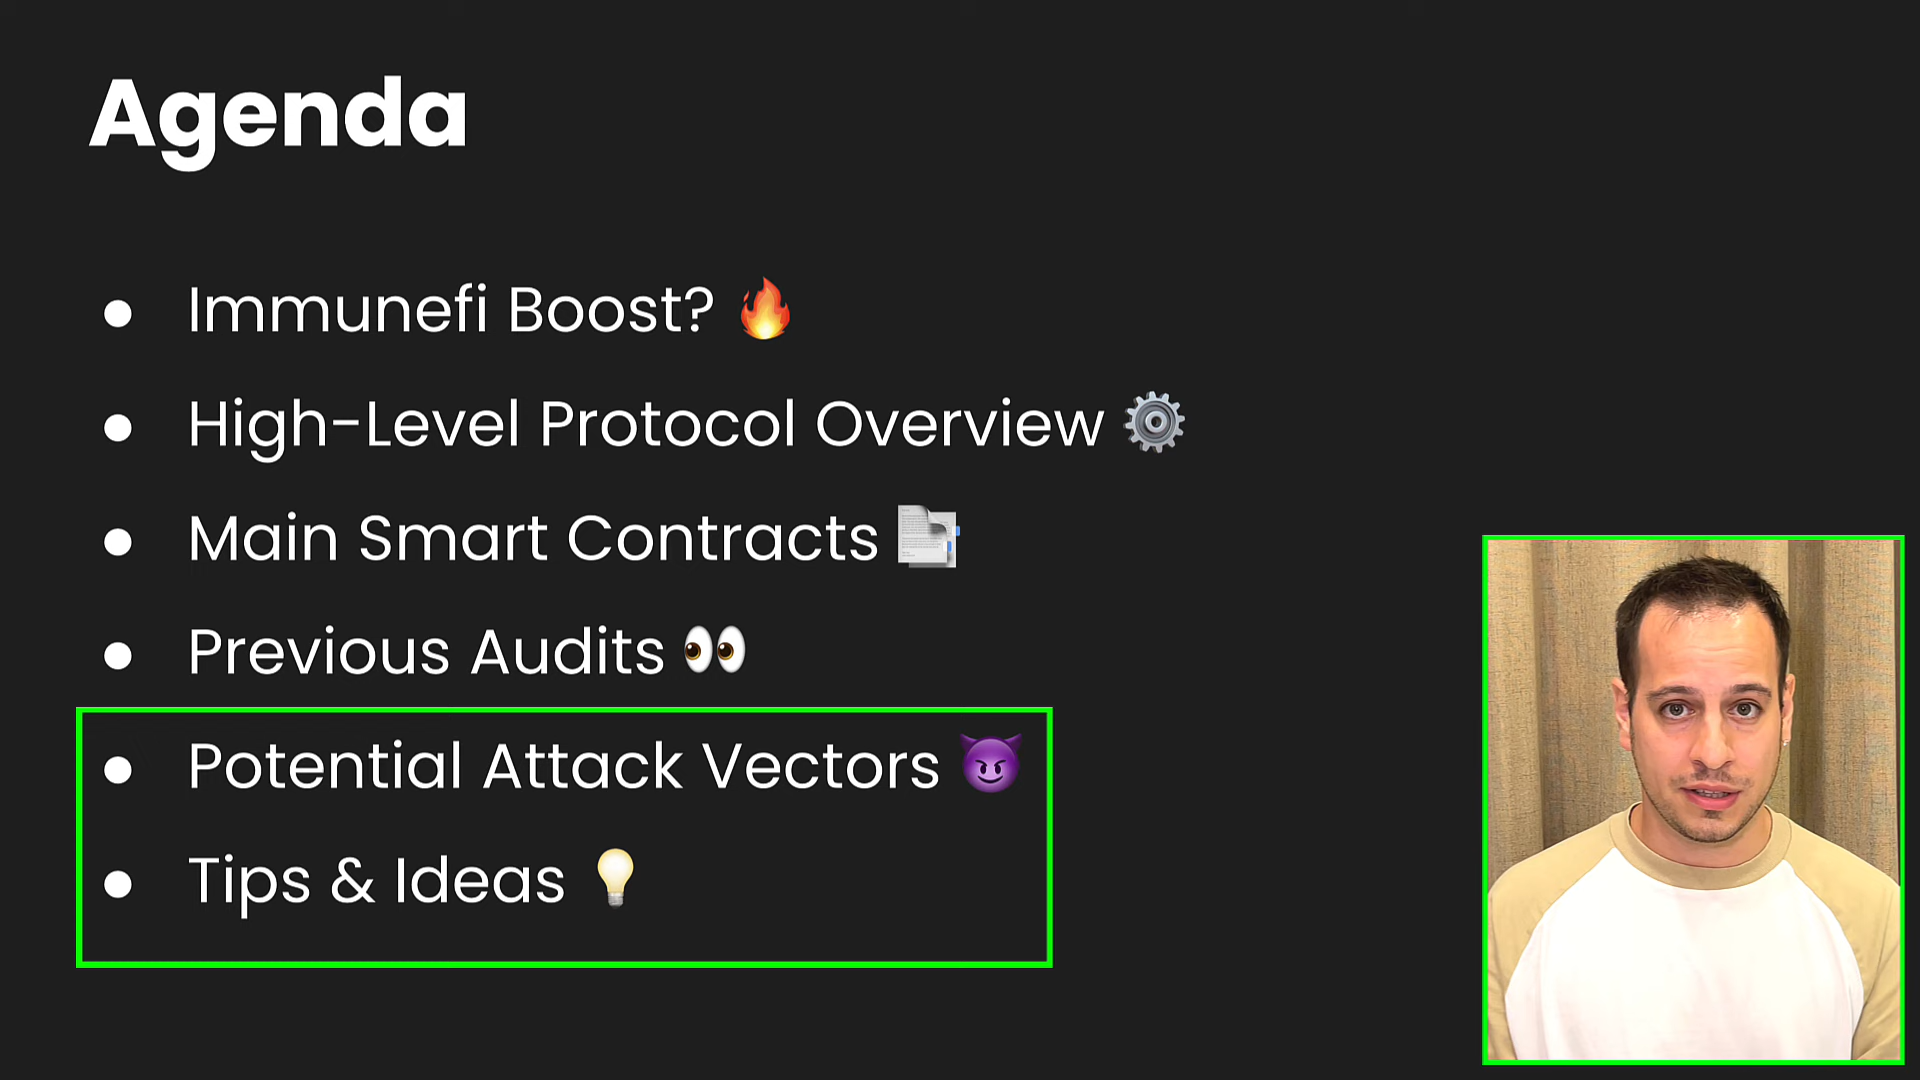 Agenda
● Immunefi Boost? 🔥
● High-Level Protocol Overview ⚙️
● Main Smart Contracts 📑
● Previous Audits 👀
● Potential Attack Vectors 😈
● Tips & Ideas 💡